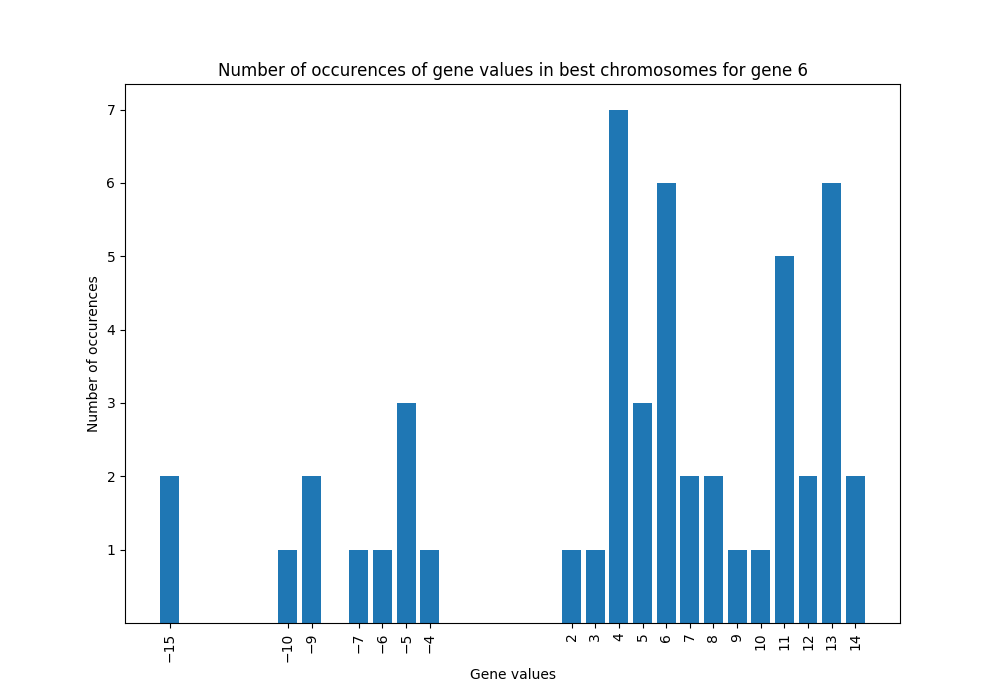 Number of occurences of gene values in best chromosomes for gene 6
7
6
5
4
3
2
1
Number of occurences
−15 −10 −9 −7 −6 −5 −4 2 3 4 5 6 7 8 9 10 11 12 13 14
Gene values